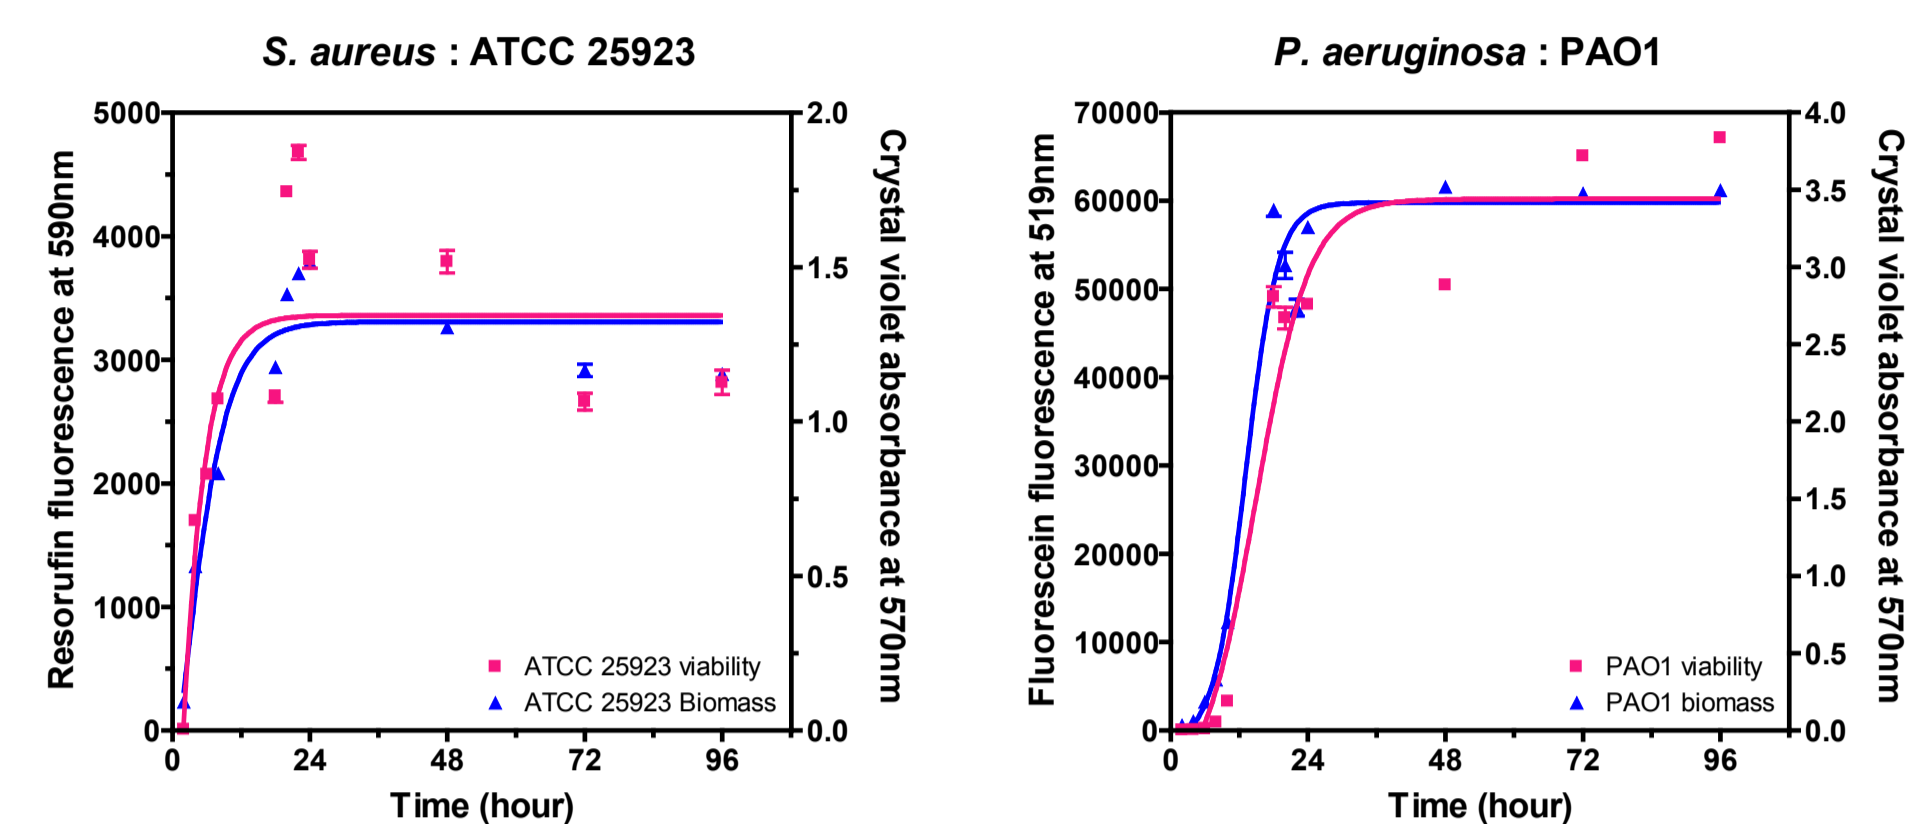 S. aureus : ATCC 25923
Resorufin fluorescence at 590nm
5000
4000
3000
2000
1000
0
2.0
1.5
1.0
0.5
0.0
Crystal violet absorbance at 570nm
ATCC 25923 viability
ATCC 25923 Biomass
0 24 48 72 96
Time (hour)
P. aeruginosa : PAO1
Fluorescein fluorescence at 519nm
70000
60000
50000
40000
30000
20000
10000
0
4.0
3.5
3.0
2.5
2.0
1.5
1.0
0.5
0.0
Crystal violet absorbance at 570nm
PAO1 viability
PAO1 biomass
0 24 48 72 96
Time (hour)